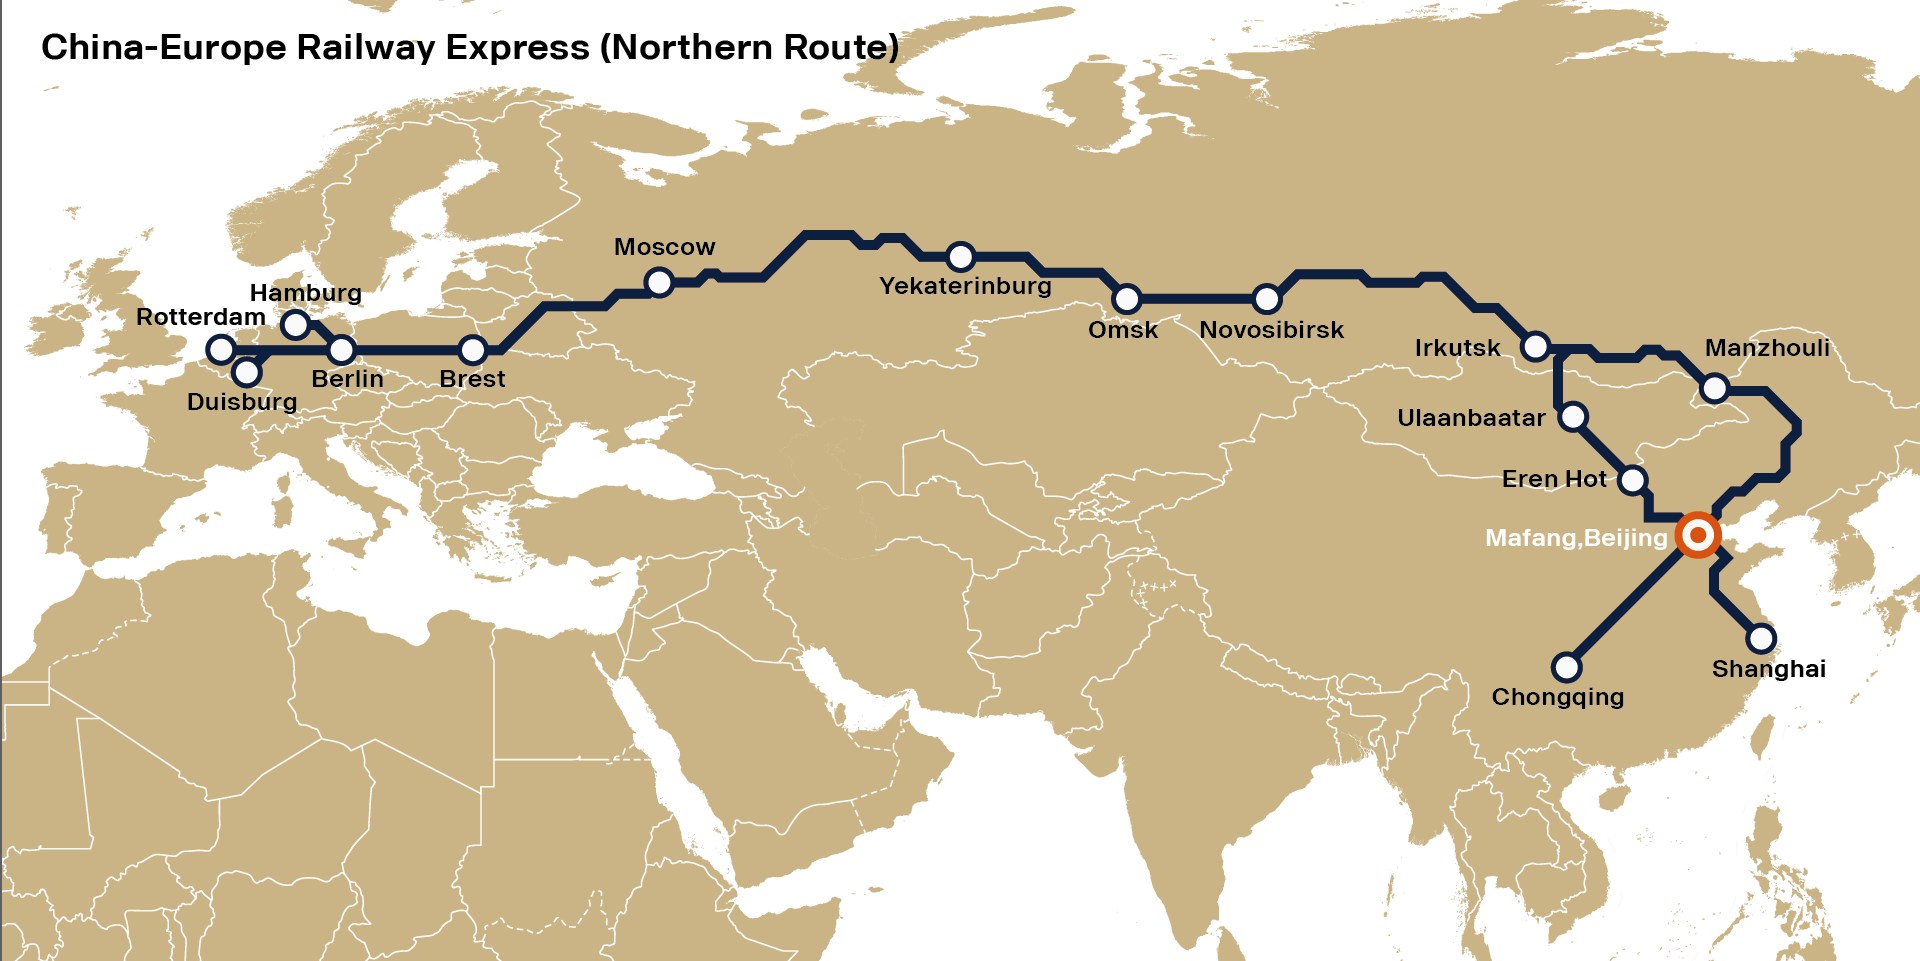 China-Europe Railway Express (Northern Route)
Moscow
Yekaterinburg
Hamburg
Rotterdam
Omsk
Novosibirsk
Irkutsk
Manzhouli
Berlin
Brest
Duisburg
Ulaanbaatar
Eren Hot
Mafang,Beijing
Shanghai
Chongqing